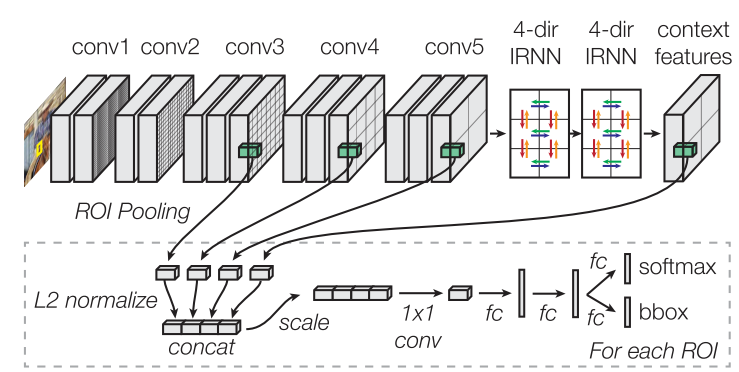 conv1 conv2 conv3 conv4 conv5 4-dir IRNN 4-dir IRNN context features
ROI Pooling
L2 normalize
concat
scale
1x1 conv
fc
fc
fc
fc
softmax
bbox
For each ROI